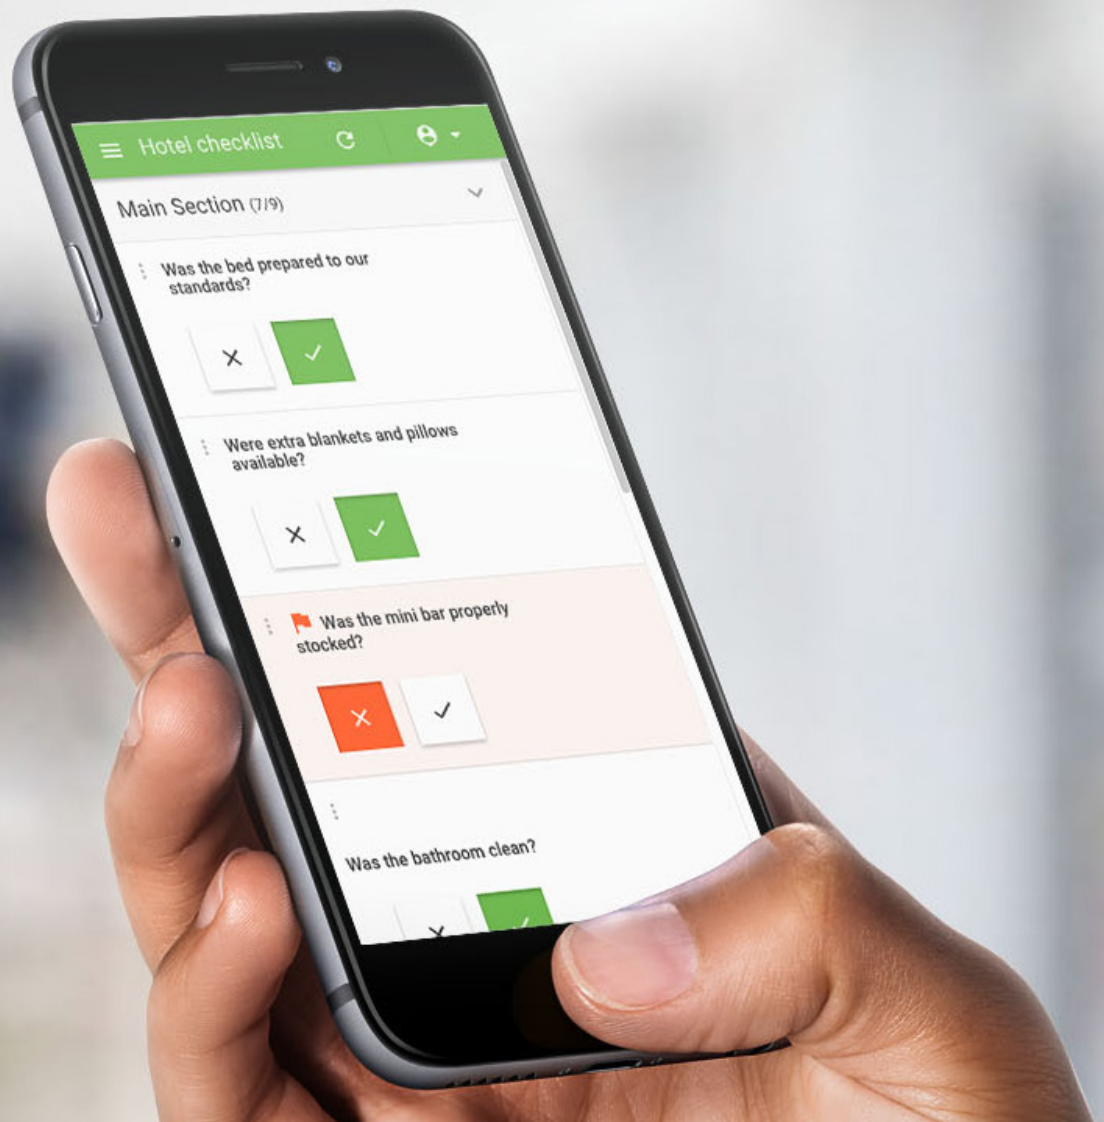 Hotel checklist
Main Section (7/9)
Was the bed prepared to our
standards?
Were extra blankets and pillows
available?
Was the mini bar properly
stocked?
Was the bathroom clean?